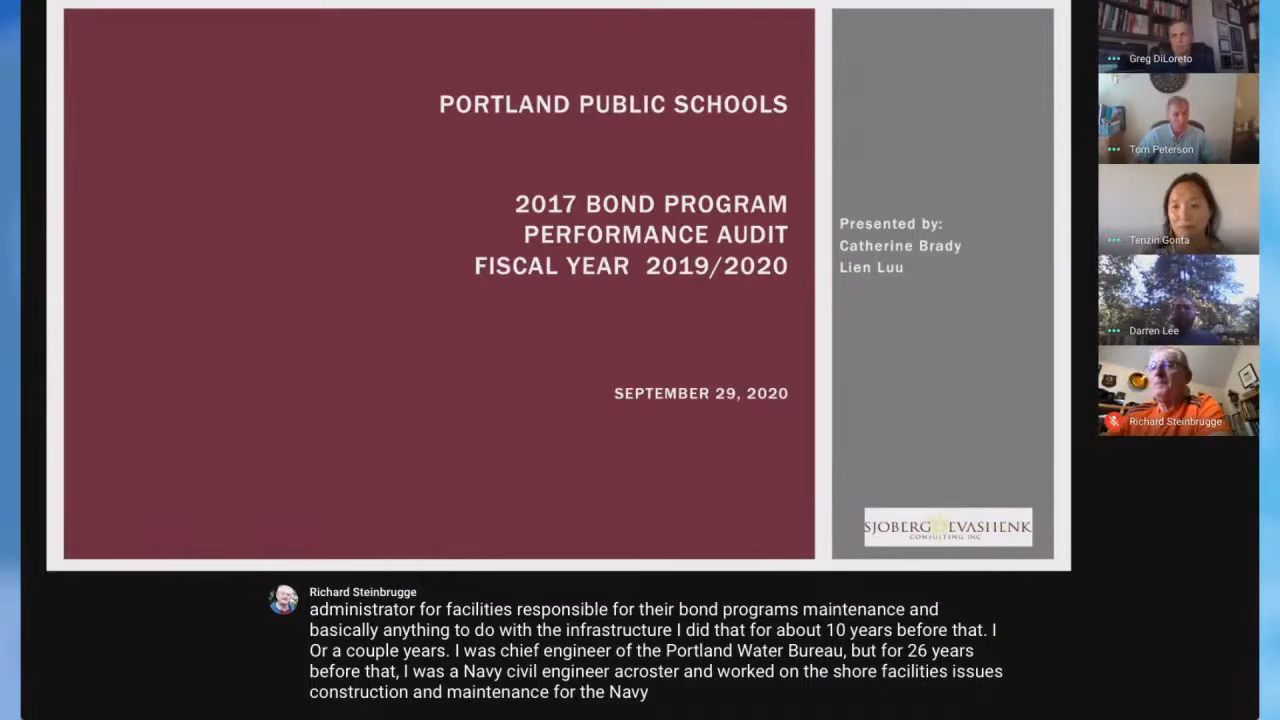 PORTLAND PUBLIC SCHOOLS
2017 BOND PROGRAM
PERFORMANCE AUDIT
FISCAL YEAR 2019/2020
SEPTEMBER 29, 2020
Presented by:
Catherine Brady
Lien Luu
SJOBERG EVASHENK
CONSULTING INC
Greg DiLoreto
Tom Peterson
Tenzin Gonta
Darren Lee
Richard Steinbrugge
Richard Steinbrugge
administrator for facilities responsible for their bond programs maintenance and
basically anything to do with the infrastructure I did that for about 10 years before that. I
Or a couple years. I was chief engineer of the Portland Water Bureau, but for 26 years
before that, I was a Navy civil engineer acroster and worked on the shore facilities issues
construction and maintenance for the Navy